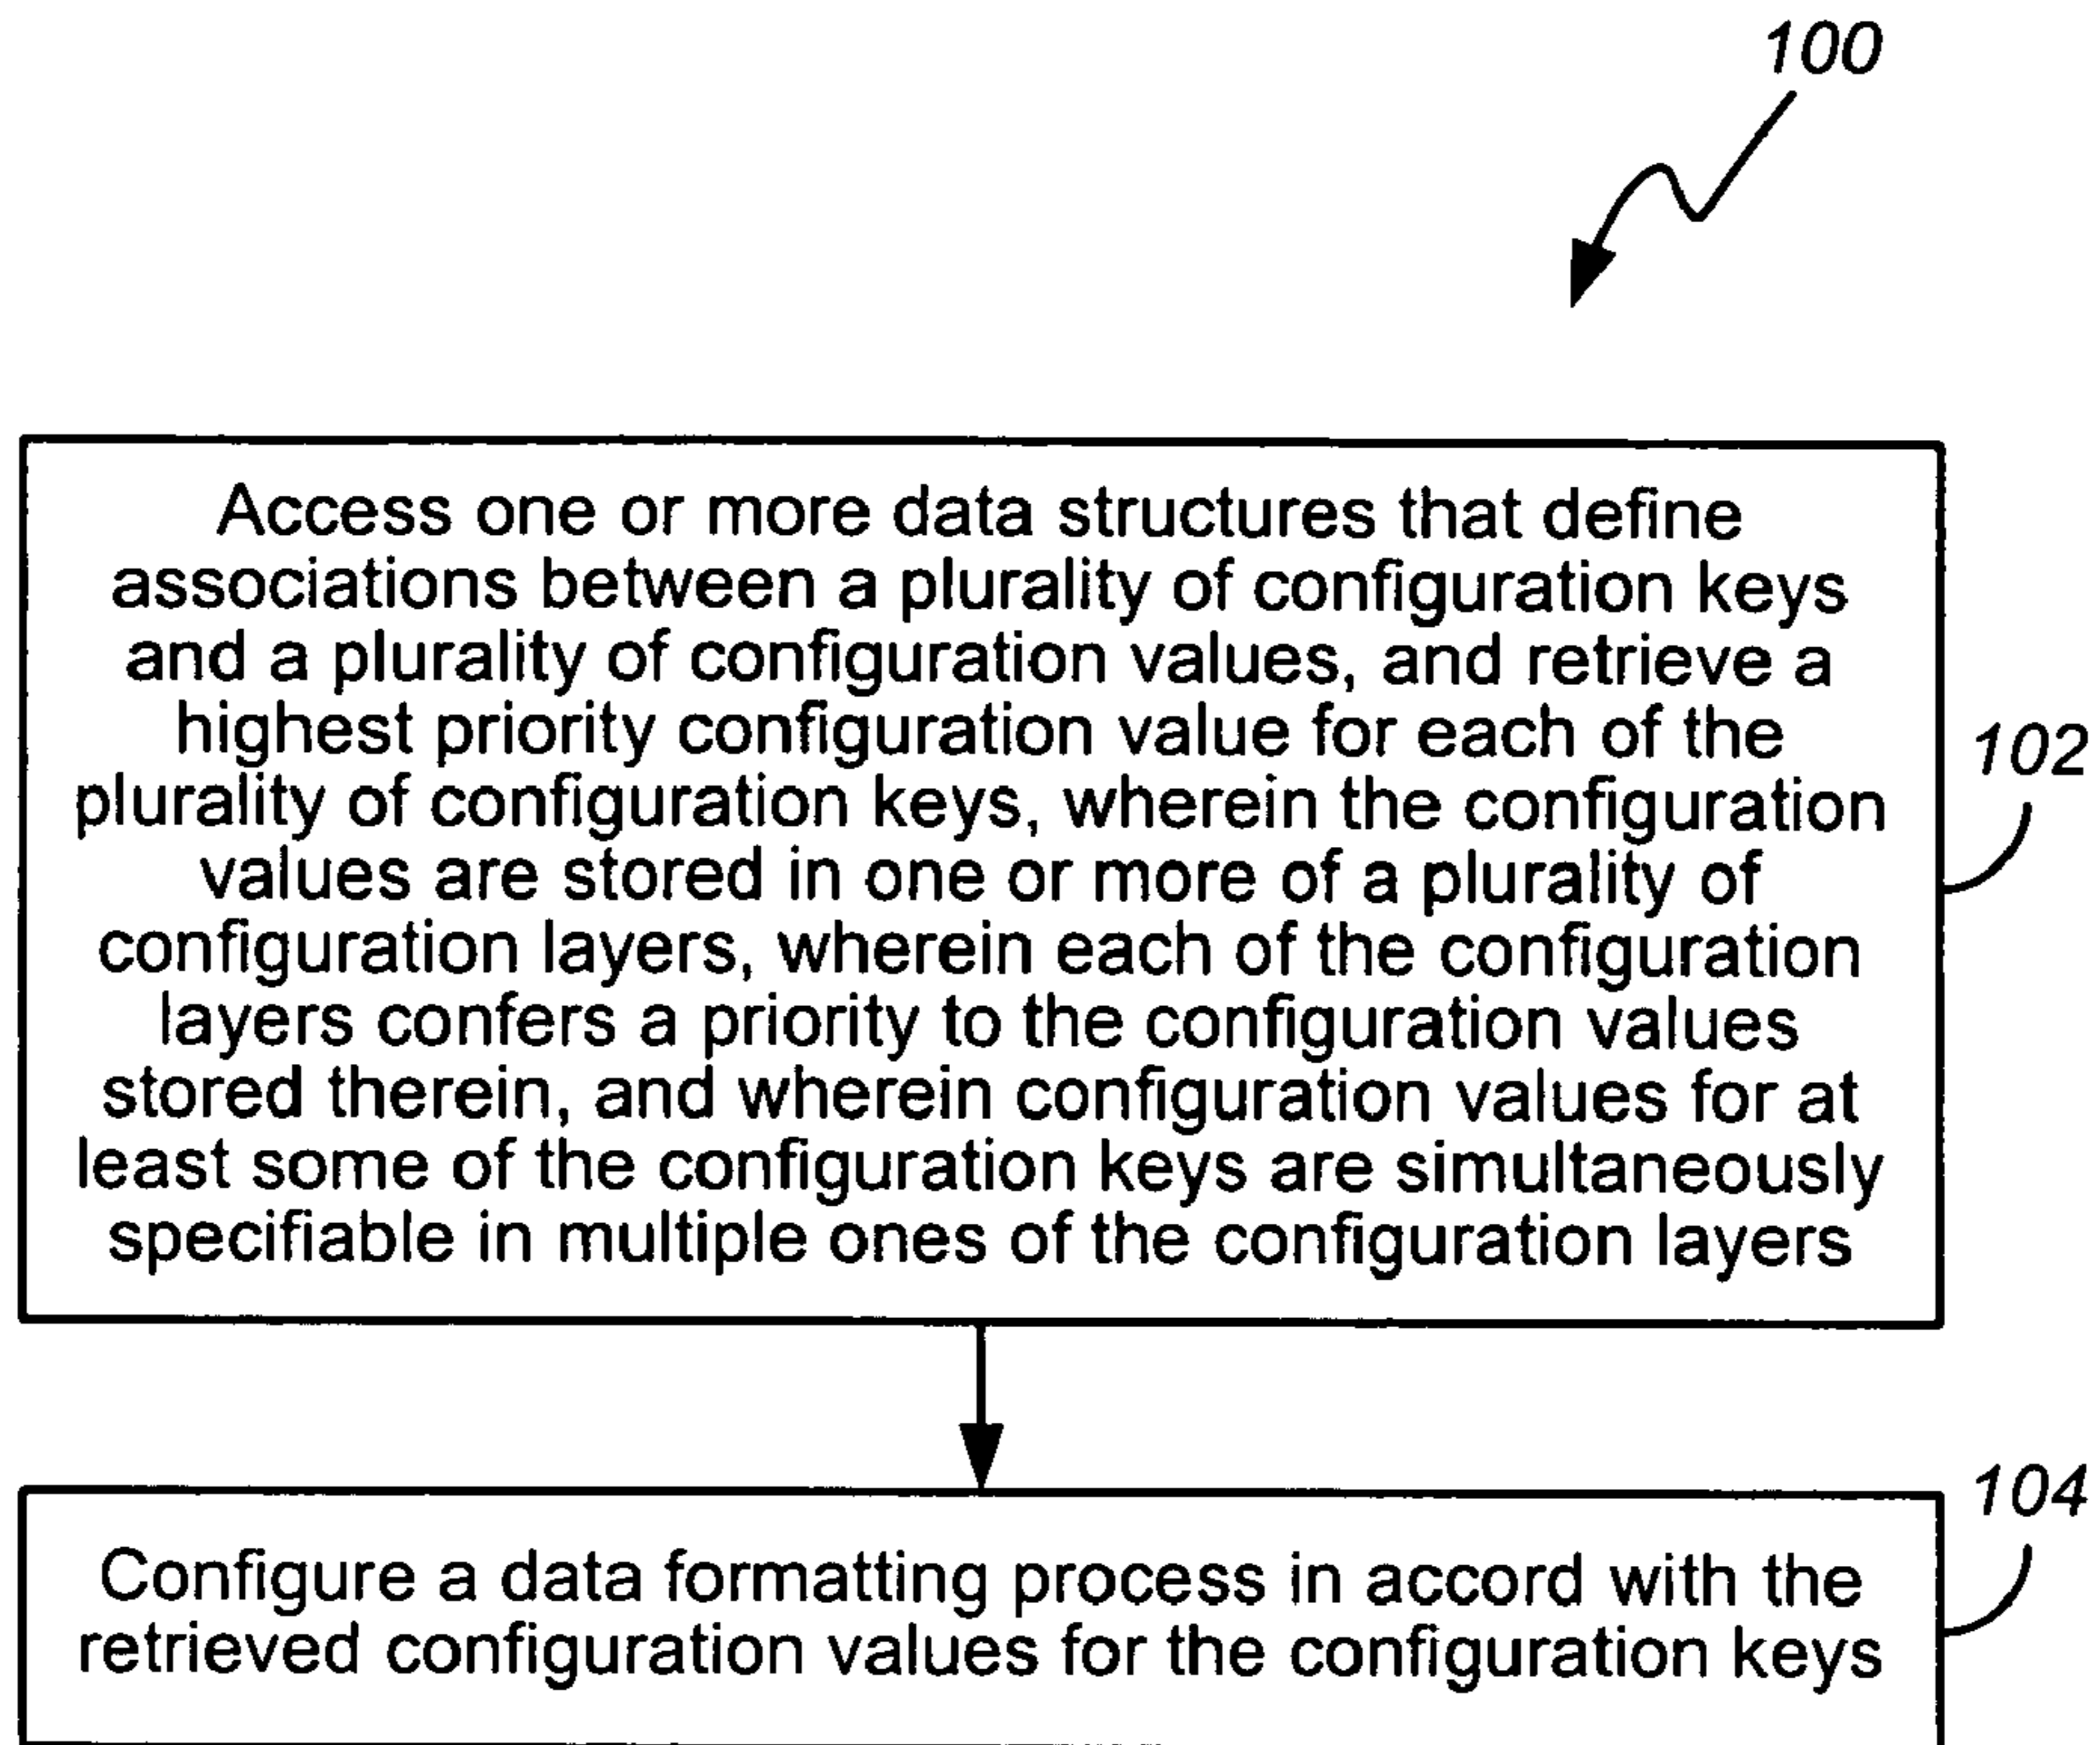 100
Access one or more data structures that define
associations between a plurality of configuration keys
and a plurality of configuration values, and retrieve a
highest priority configuration value for each of the
plurality of configuration keys, wherein the configuration
values are stored in one or more of a plurality of
configuration layers, wherein each of the configuration
layers confers a priority to the configuration values
stored therein, and wherein configuration values for at
least some of the configuration keys are simultaneously
specifiable in multiple ones of the configuration layers
102
Configure a data formatting process in accord with the
retrieved configuration values for the configuration keys
104